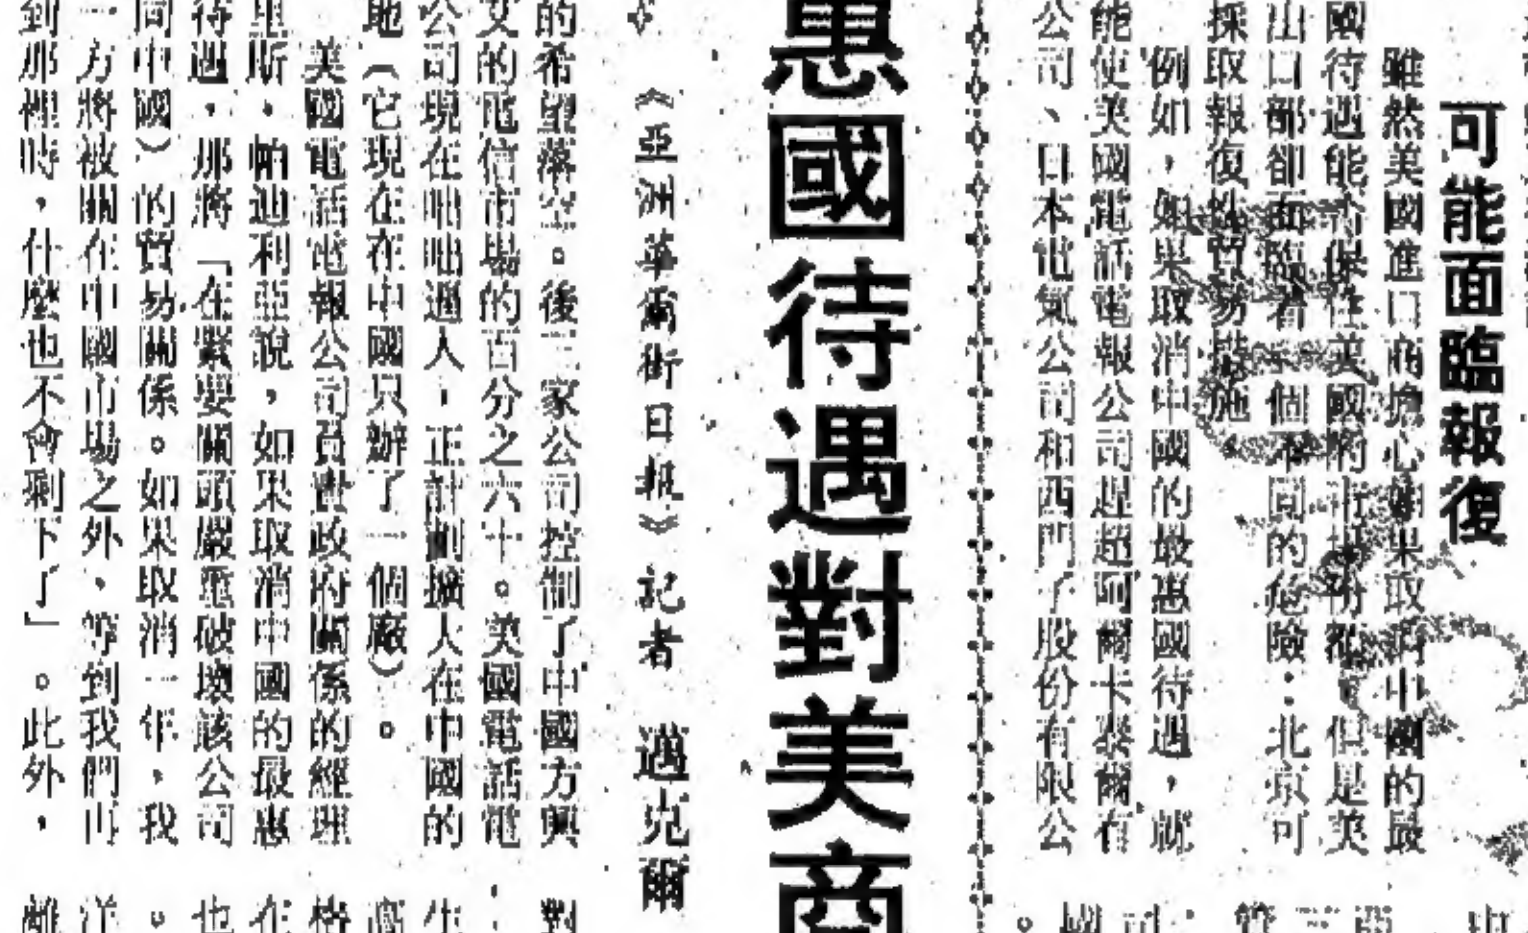 可能面臨報復
雖然美國進口商擔心如果取消中國的最
國待遇能否保住美國的市場份額，但是美
出口部卻面臨着一個不同的危險：北京可
採取報復性貿易措施。
例如，如果取消中國的最惠國待遇，就
能使美國電話電報公司趕超阿爾卡泰爾有
公司、日本電氣公司和西門子股份有限公
惠國待遇對美商
《亞洲華爾街日報》記者 邁克爾
的希望落空。後三家公司控制了中國方興
艾的電信市場的百分之六十。美國電話電
公司現在咄咄逼人，正計劃擴大在中國的
地（它現在在中國只辦了一個廠）。
美國電話電報公司負責政府關係的經理
里斯・帕迪利亞說，如果取消中國的最惠
待遇，那將「在緊要關頭嚴重破壞該公司
同中國）的貿易關係。如果取消一年，我
一方將被關在中國市場之外，等到我們再
到那裡時，什麼也不會剩下了」。此外，